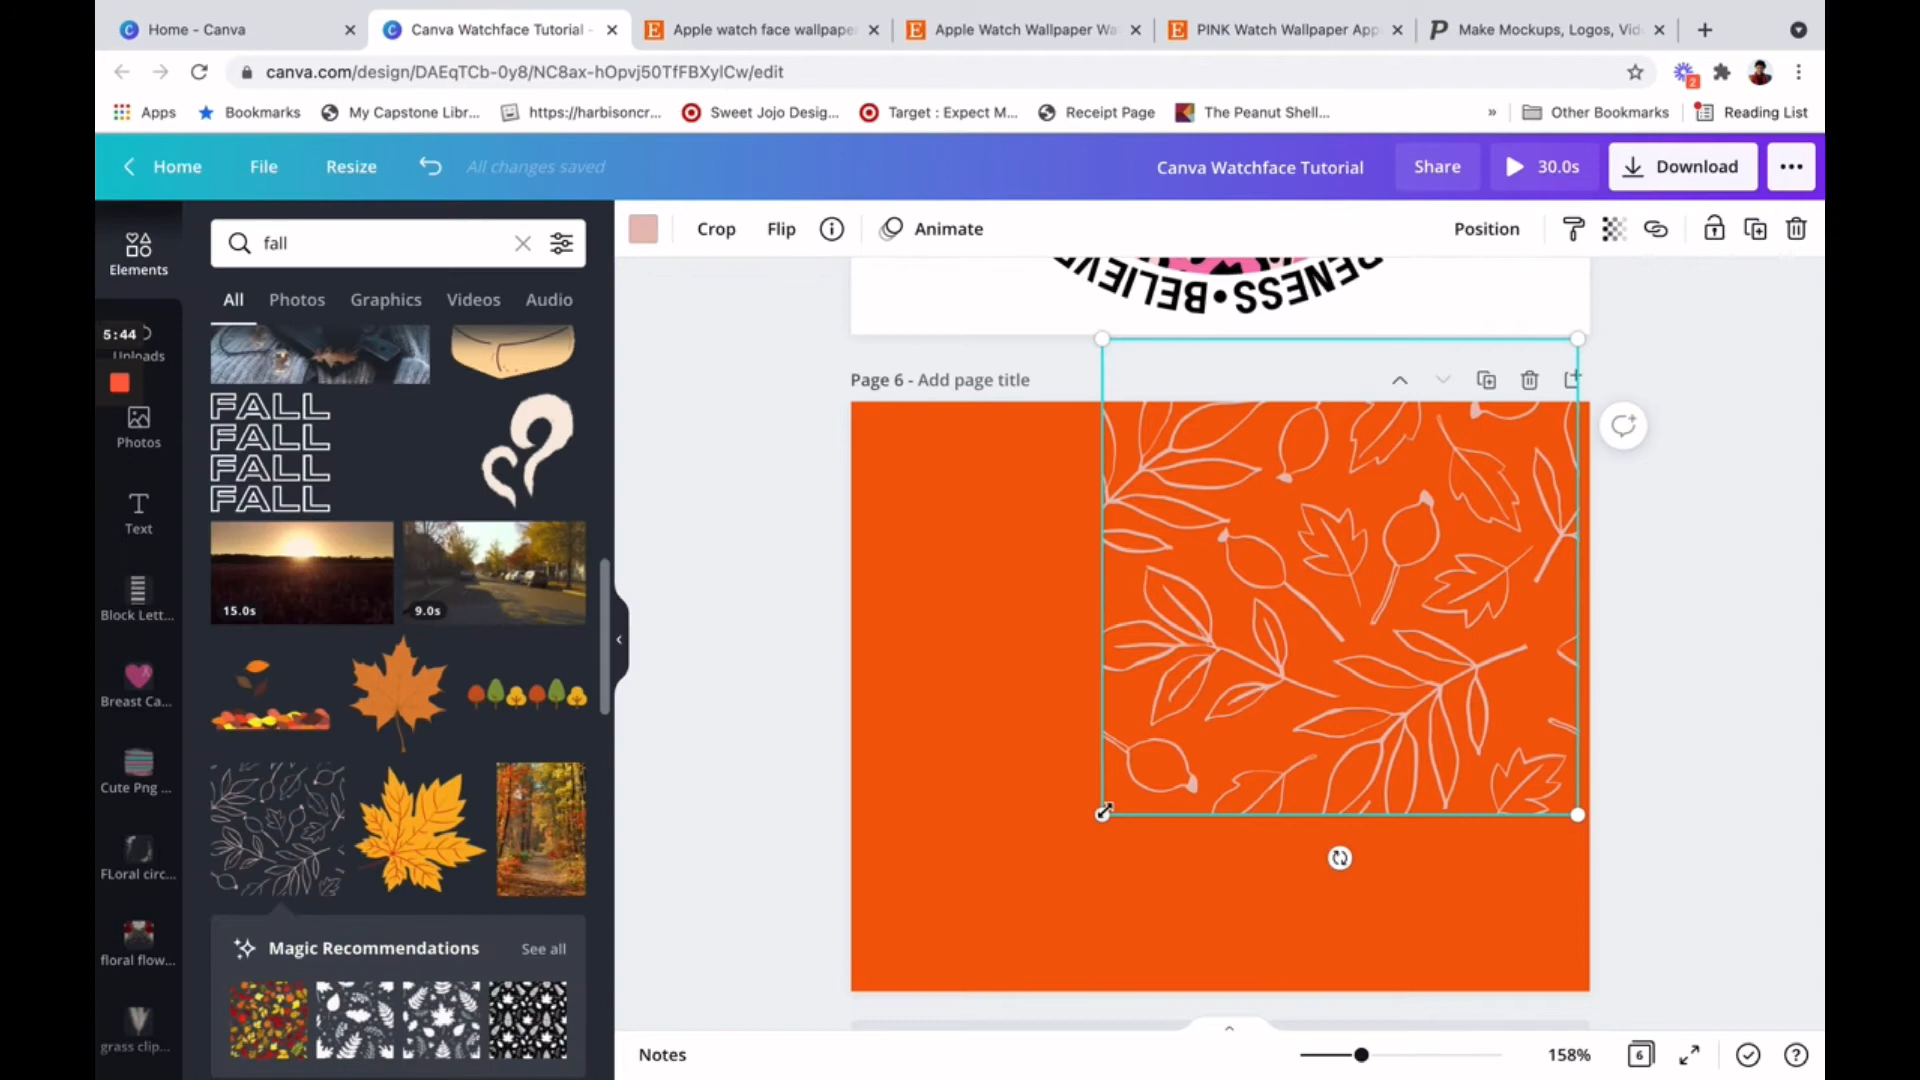 Home - Canva
Canva Watchface Tutorial -
Apple watch face wallpaper
Apple Watch Wallpaper Wa
PINK Watch Wallpaper App
Make Mockups, Logos, Vid
canva.com/design/DAEqTCb-0y8/NC8ax-hOpvj50TfFBXylCw/edit
2
Apps
Bookmarks
My Capstone Libr...
https://harbisoncr...
Sweet Jojo Desig...
Target : Expect M...
Receipt Page
The Peanut Shell...
»
Other Bookmarks
Reading List
Home
File
Resize
All changes saved
Canva Watchface Tutorial
Share
30.0s
Download
Elements
fall
Crop
Flip
Animate
Position
All
Photos
Graphics
Videos
Audio
BELIEVE
5:44
Uploads
Photos
Text
Block Lett...
Breast Ca...
Cute Png ...
FLoral circ...
floral flow...
grass clip...
FALL
FALL
FALL
FALL
15.0s
9.0s
Magic Recommendations
See all
Page 6 - Add page title
Notes
158%
6